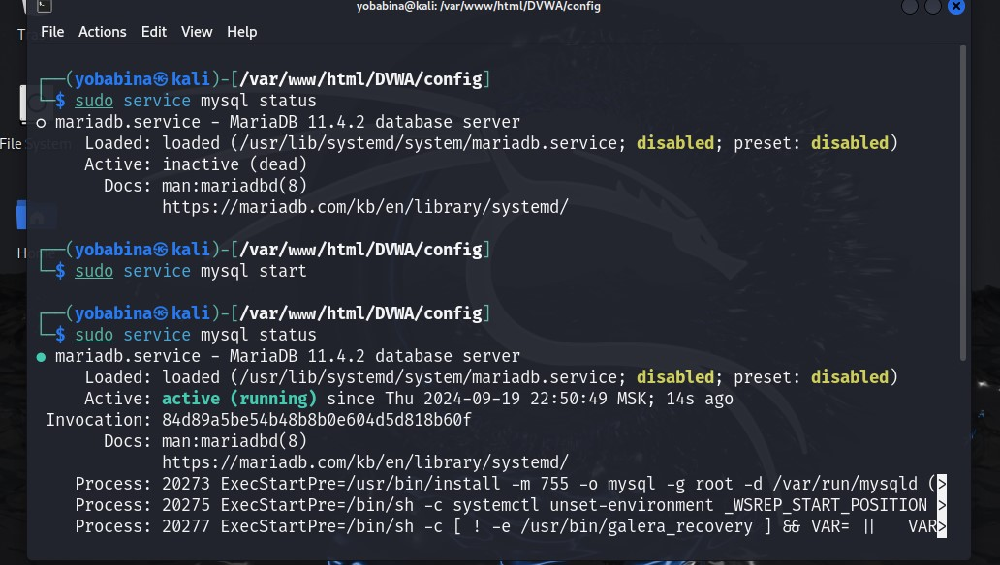 yobabina@kali: /var/www/html/DVWA/config
File Actions Edit View Help
┌──(yobabina㉿kali)-[/var/www/html/DVWA/config]
└─$ sudo service mysql status
○ mariadb.service - MariaDB 11.4.2 database server
Loaded: loaded (/usr/lib/systemd/system/mariadb.service; disabled; preset: disabled)
Active: inactive (dead)
Docs: man:mariadbd(8)
https://mariadb.com/kb/en/library/systemd/
┌──(yobabina㉿kali)-[/var/www/html/DVWA/config]
└─$ sudo service mysql start
┌──(yobabina㉿kali)-[/var/www/html/DVWA/config]
└─$ sudo service mysql status
● mariadb.service - MariaDB 11.4.2 database server
Loaded: loaded (/usr/lib/systemd/system/mariadb.service; disabled; preset: disabled)
Active: active (running) since Thu 2024-09-19 22:50:49 MSK; 14s ago
Invocation: 84d89a5be54b48b8b0e604d5d818b60f
Docs: man:mariadbd(8)
https://mariadb.com/kb/en/library/systemd/
Process: 20273 ExecStartPre=/usr/bin/install -m 755 -o mysql -g root -d /var/run/mysqld (>
Process: 20275 ExecStartPre=/bin/sh -c systemctl unset-environment _WSREP_START_POSITION >
Process: 20277 ExecStartPre=/bin/sh -c [ ! -e /usr/bin/galera_recovery ] && VAR= || VAR>
File System